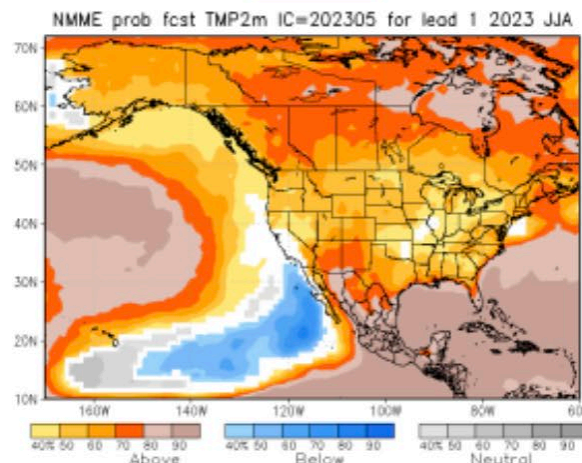 NMME prob fcst TMP2m IC=202305 for lead 1 2023 JJA
70N
60N
50N
40N
30N
20N
10N
160W 140W 120W 100W 80W 60
40% 50 60 70 80 90 40% 50 60 70 80 90 40% 50 60 70 80 90
Above Below Neutral